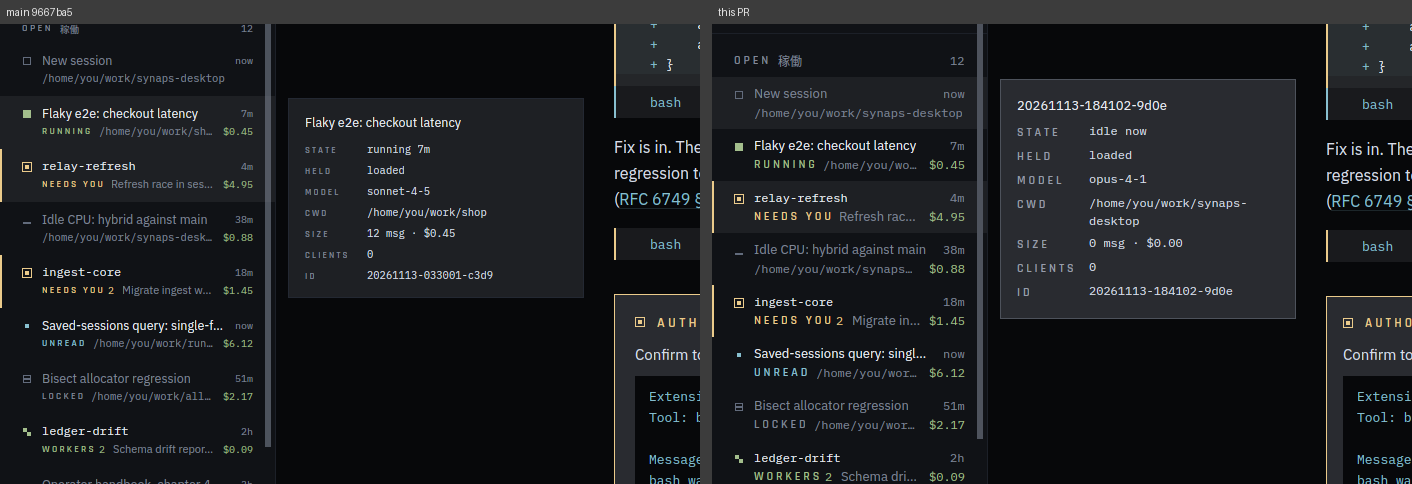 main 9667ba5
OPEN 稼働 12
New session now
/home/you/work/synaps-desktop
Flaky e2e: checkout latency 7m
RUNNING /home/you/work/sh… $0.45
relay-refresh 4m
NEEDS YOU Refresh race in ses… $4.95
Idle CPU: hybrid against main 38m
/home/you/work/synaps-desk… $0.88
ingest-core 18m
NEEDS YOU 2 Migrate ingest w… $1.45
Saved-sessions query: single-f… now
UNREAD /home/you/work/run… $6.12
Bisect allocator regression 51m
LOCKED /home/you/work/all… $2.17
ledger-drift 2h
WORKERS 2 Schema drift repor… $0.09
Flaky e2e: checkout latency
STATE running 7m
HELD loaded
MODEL sonnet-4-5
CWD /home/you/work/shop
SIZE 12 msg · $0.45
CLIENTS 0
ID 20261113-033001-c3d9
+ a
+ }
bash
Fix is in. The
regression t
(RFC 6749 §
bash
AUTH
Confirm to
Extensi
Tool: b
Message
bash wa
this PR
OPEN 稼働 12
New session now
/home/you/work/synaps-desktop
Flaky e2e: checkout latency 7m
RUNNING /home/you/wo… $0.45
relay-refresh 4m
NEEDS YOU Refresh rac… $4.95
Idle CPU: hybrid against main 38m
/home/you/work/synaps… $0.88
ingest-core 18m
NEEDS YOU 2 Migrate in… $1.45
Saved-sessions query: singl… now
UNREAD /home/you/wor… $6.12
Bisect allocator regression 51m
LOCKED /home/you/wor… $2.17
ledger-drift 2h
WORKERS 2 Schema dri… $0.09
20261113-184102-9d0e
STATE idle now
HELD loaded
MODEL opus-4-1
CWD /home/you/work/synaps-
desktop
SIZE 0 msg · $0.00
CLIENTS 0
ID 20261113-184102-9d0e
+ a
+ }
bash
Fix is in. The
regression to
(RFC 6749 §
bash
AUTHO
Confirm to
Extensi
Tool: b
Message
bash wa